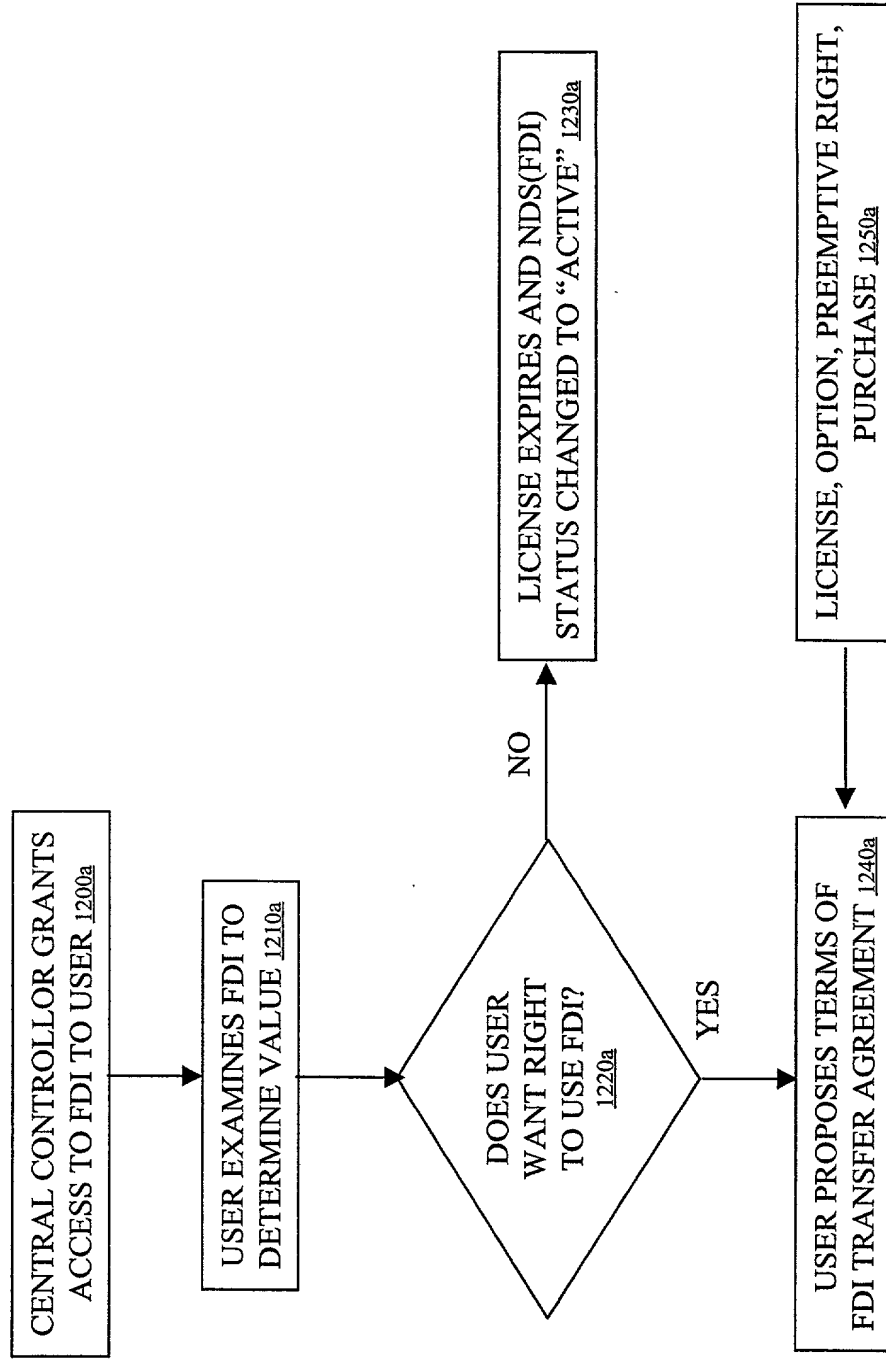 CENTRAL CONTROLLOR GRANTS
ACCESS TO FDI TO USER 1200a
USER EXAMINES FDI TO
DETERMINE VALUE 1210a
DOES USER
WANT RIGHT
TO USE FDI?
1220a
NO
LICENSE EXPIRES AND NDS(FDI)
STATUS CHANGED TO “ACTIVE” 1230a
YES
USER PROPOSES TERMS OF
FDI TRANSFER AGREEMENT 1240a
LICENSE, OPTION, PREEMPTIVE RIGHT,
PURCHASE 1250a